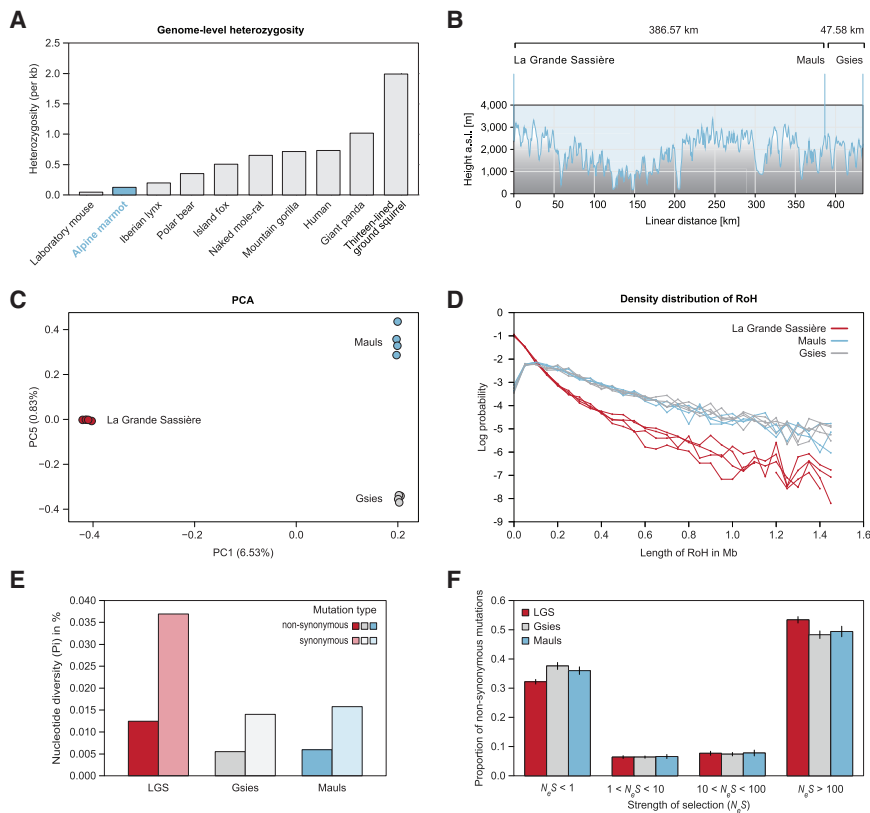 A
Genome-level heterozygosity
Heterozygosity (per kb)
2.5
2.0
1.5
1.0
0.5
0.0
Laboratory mouse
Alpine marmot
Iberian lynx
Polar bear
Island fox
Naked mole-rat
Mountain gorilla
Human
Giant panda
Thirteen-lined
ground squirrel
B
386.57 km
47.58 km
La Grande Sassière
Mauls
Gsies
Height a.s.l. [m]
4,000
3,000
2,000
1,000
0
0 50 100 150 200 250 300 350 400
Linear distance [km]
C
PCA
PC5 (0.83%)
0.4
0.2
0.0
−0.2
−0.4
Mauls
La Grande Sassière
Gsies
−0.4 −0.2 0.0 0.2
PC1 (6.53%)
D
Density distribution of RoH
Log probability
0
-1
-2
-3
-4
-5
-6
-7
-8
-9
La Grande Sassière
Mauls
Gsies
0.0 0.2 0.4 0.6 0.8 1.0 1.2 1.4 1.6
Length of RoH in Mb
E
Nucleotide diversity (Pi) in %
0.040
0.035
0.030
0.025
0.020
0.015
0.010
0.005
0.000
Mutation type
non-synonymous
synonymous
LGS Gsies Mauls
F
Proportion of non-synonymous mutations
0.6
0.5
0.4
0.3
0.2
0.1
0.0
LGS
Gsies
Mauls
NeS < 1 1 < NeS < 10 10 < NeS < 100 NeS > 100
Strength of selection (NeS)